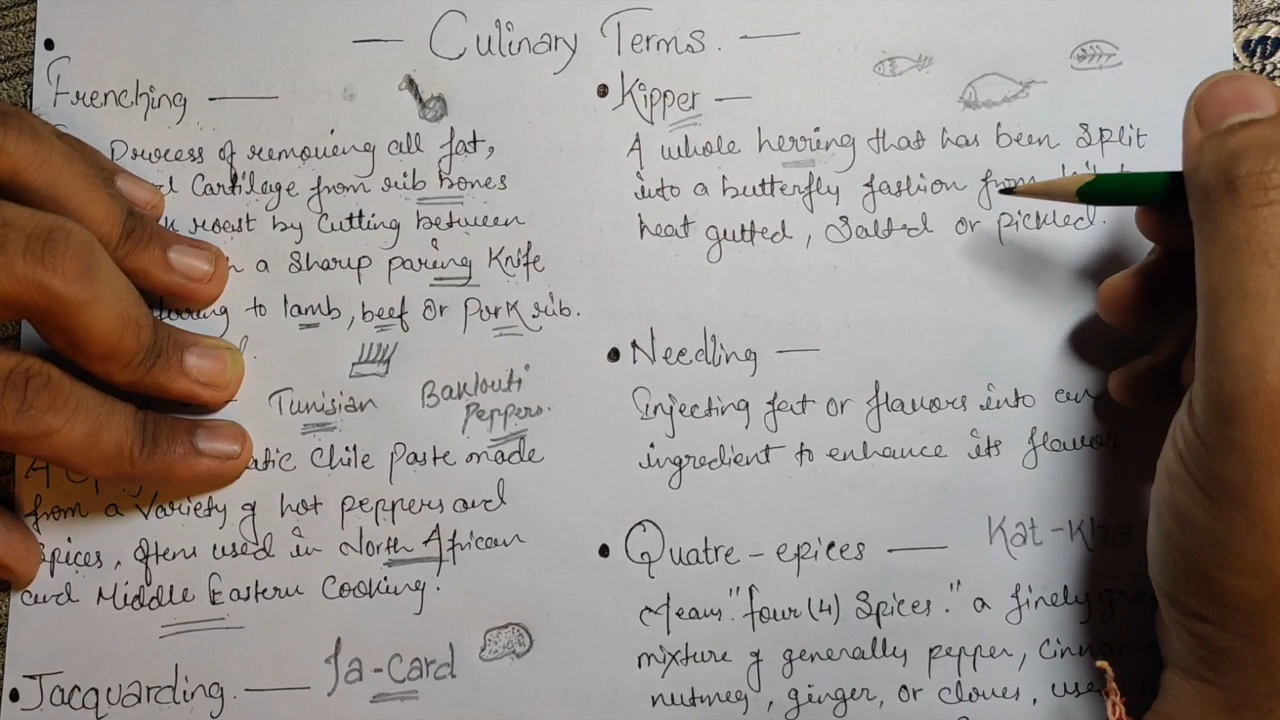 Culinary Terms.
Frenching —
Process of removing all fat,
Cartilage from rib bones
roast by Cutting between
a Sharp paring Knife
to lamb, beef or Pork rib.
Tunisian Baklouti
Peppers.
Chile Paste made
from a Variety of hot peppers and
Spices, Often used in North African
and Middle Eastern Cooking.
• Jacquarding. — Ja-Card
• Kipper —
A whole herring that has been Split
into a butterfly fashion from
heat gutted, Salted or pickled.
• Needling —
Injecting fat or flavors into an
ingredient to enhance its flavor
• Quatre-epices — Kat-Kha
Means "four (4) Spices." a finely
mixture of generally pepper,
nutmeg, ginger, or cloves,